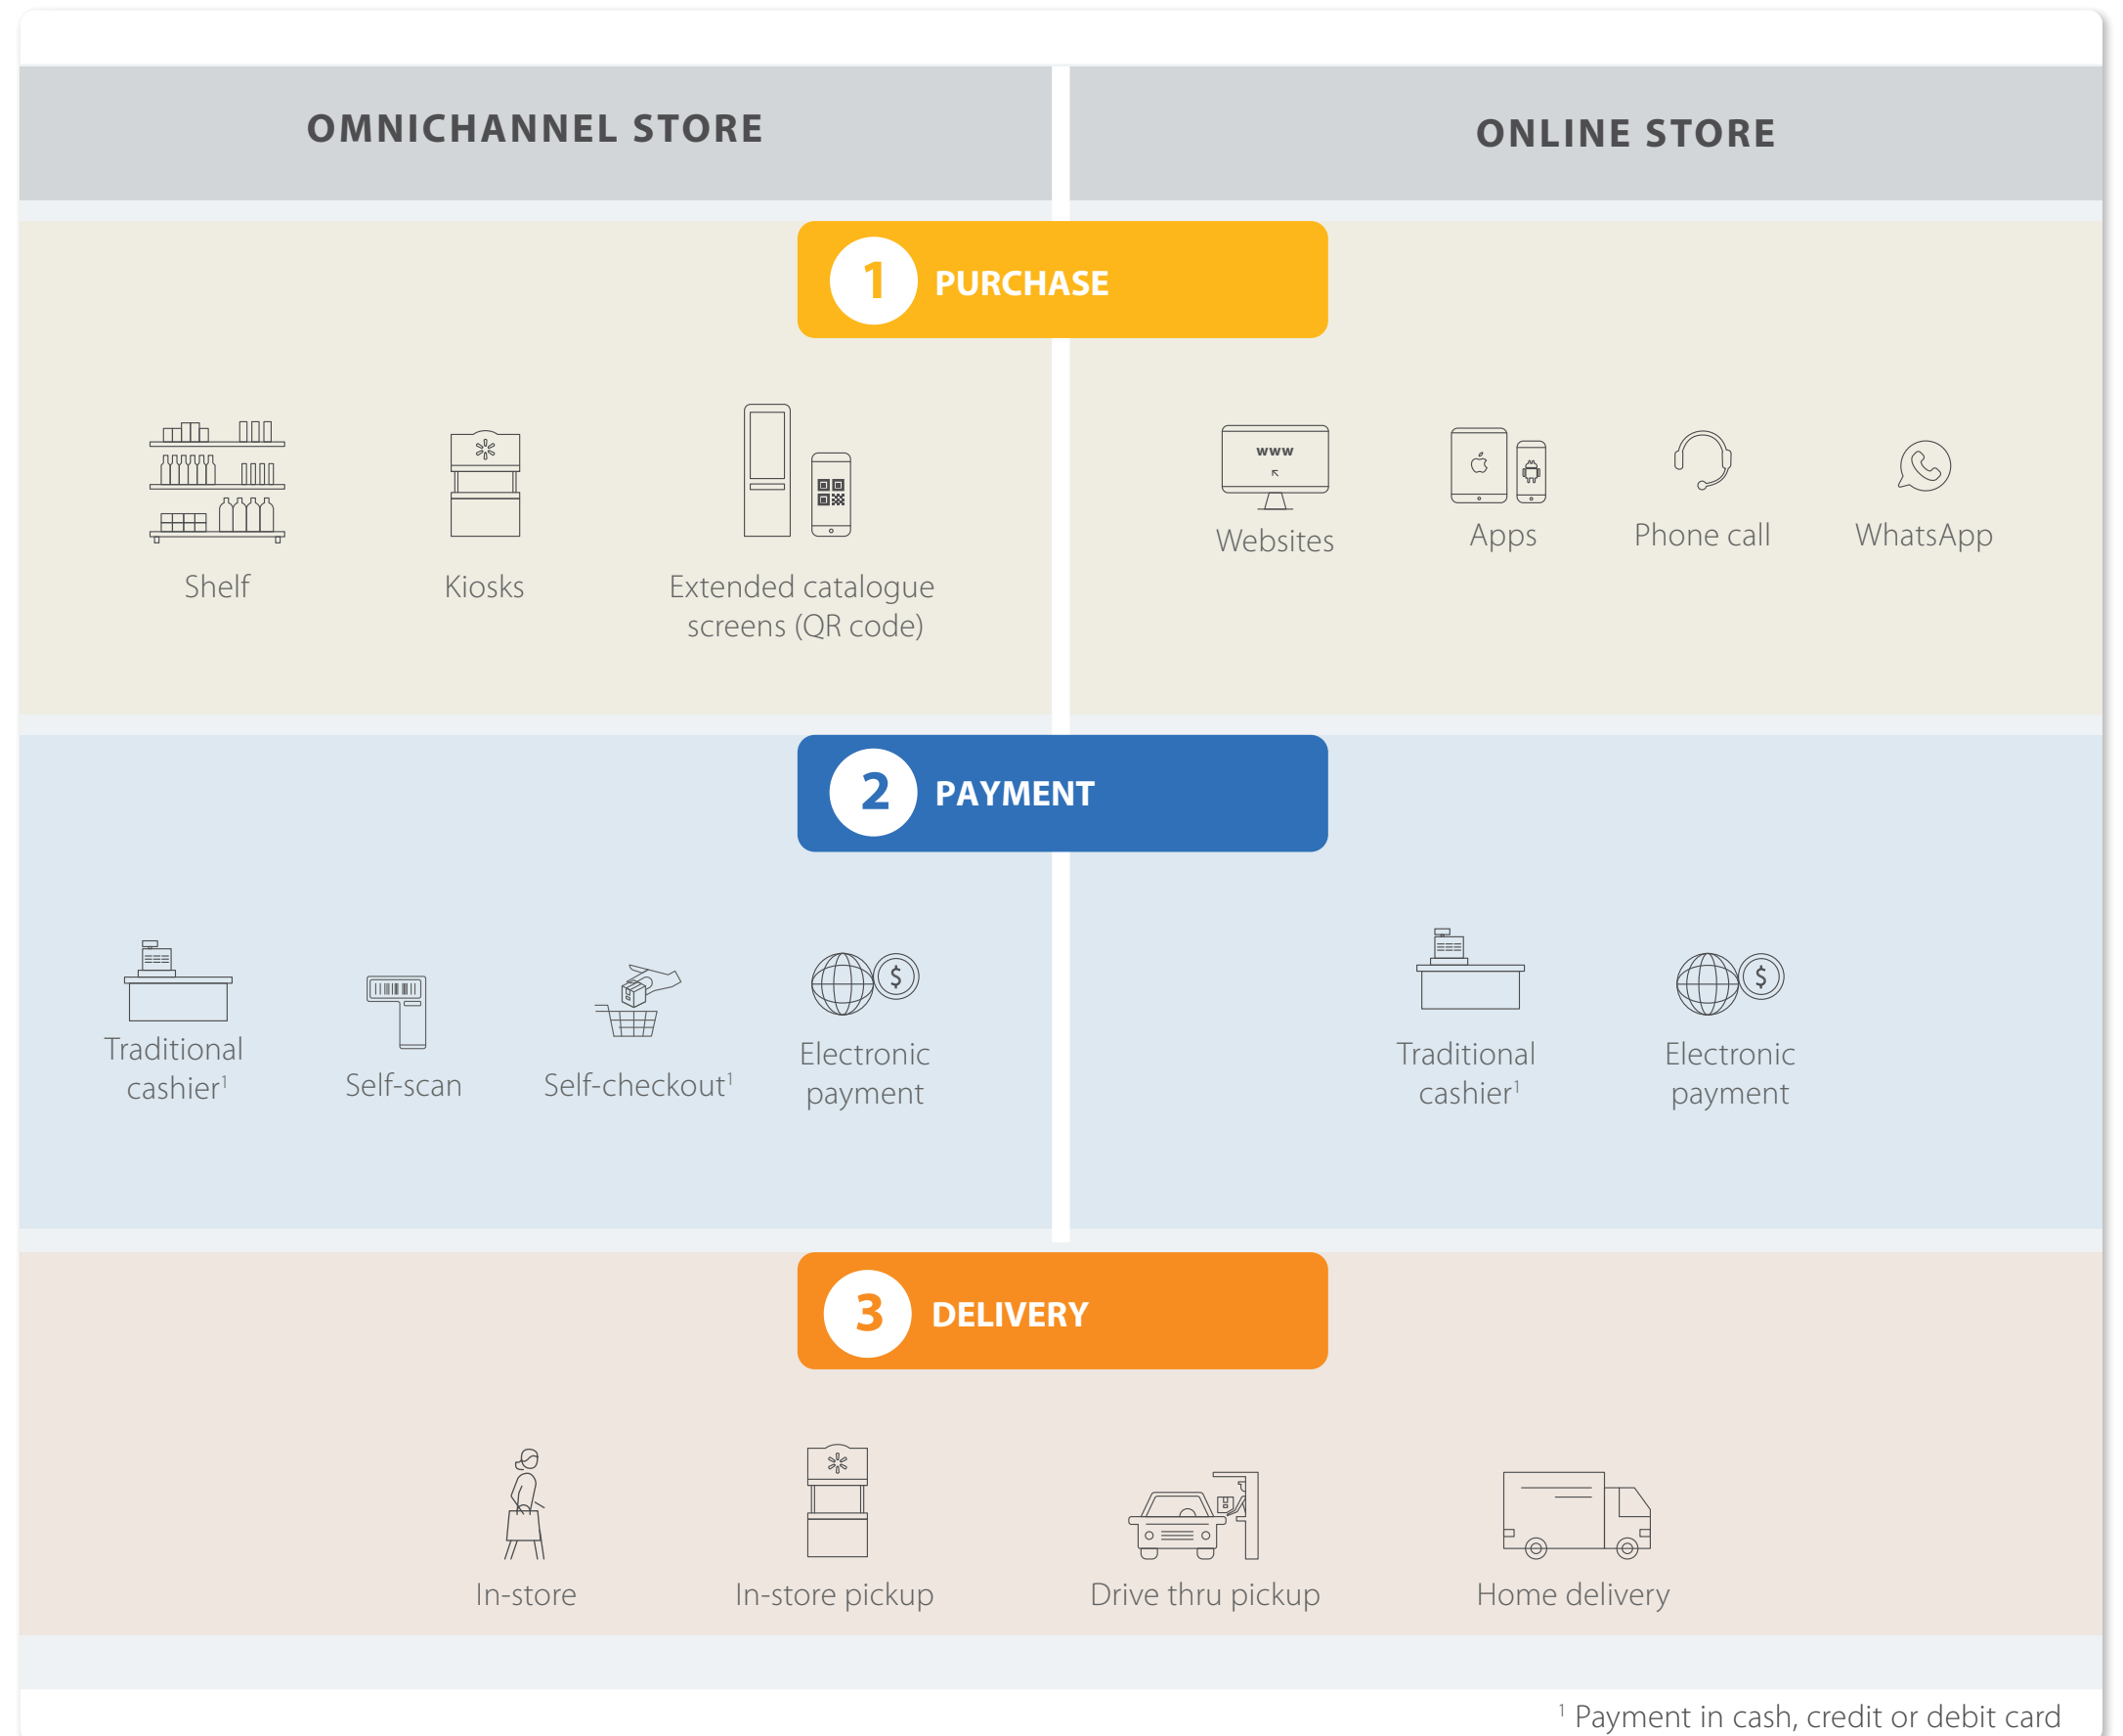 OMNICHANNEL STORE
ONLINE STORE
1 PURCHASE
Shelf
Kiosks
Extended catalogue
screens (QR code)
www
Websites
Apps
Phone call
WhatsApp
2 PAYMENT
Traditional
cashier¹
Self-scan
Self-checkout¹
$
Electronic
payment
Traditional
cashier¹
$
Electronic
payment
3 DELIVERY
In-store
In-store pickup
Drive thru pickup
Home delivery
¹ Payment in cash, credit or debit card